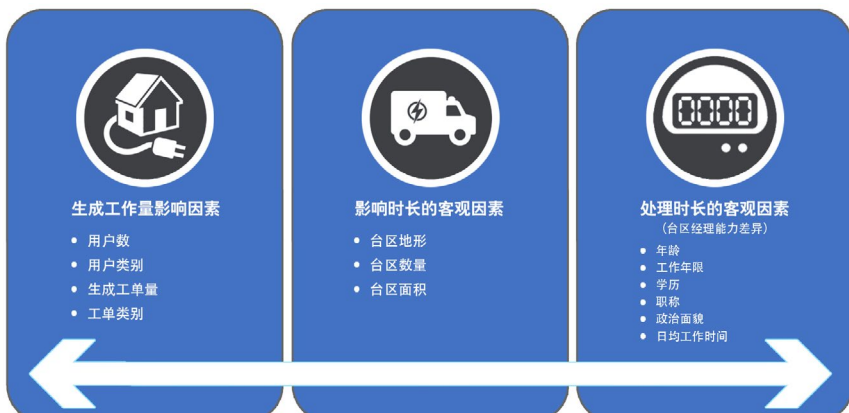 生成工作量影响因素
• 用户数
• 用户类别
• 生成工单量
• 工单类别
影响时长的客观因素
• 台区地形
• 台区数量
• 台区面积
0000
处理时长的客观因素
（台区经理能力差异）
• 年龄
• 工作年限
• 学历
• 职称
• 政治面貌
• 日均工作时间